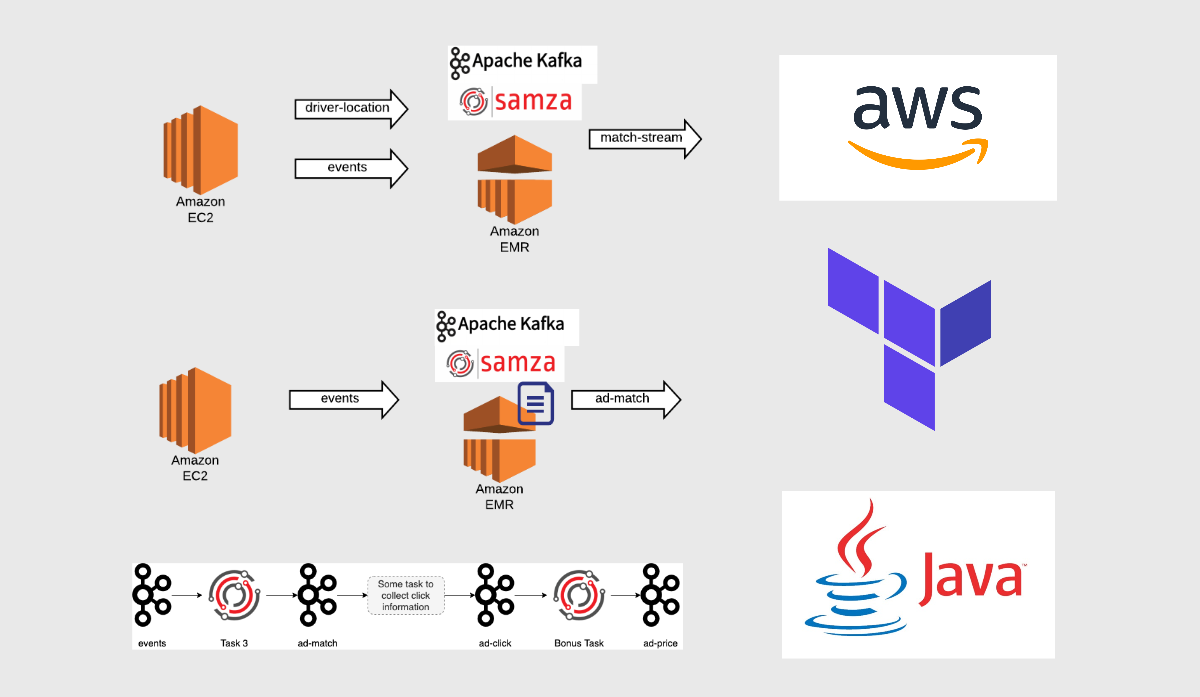 Apache Kafka
samza
driver-location
events
Amazon
EC2
match-stream
Amazon
EMR
aws
Apache Kafka
samza
events
Amazon
EC2
ad-match
Amazon
EMR
Some task to
collect click
information
events
Task 3
ad-match
ad-click
Bonus Task
ad-price
Java™